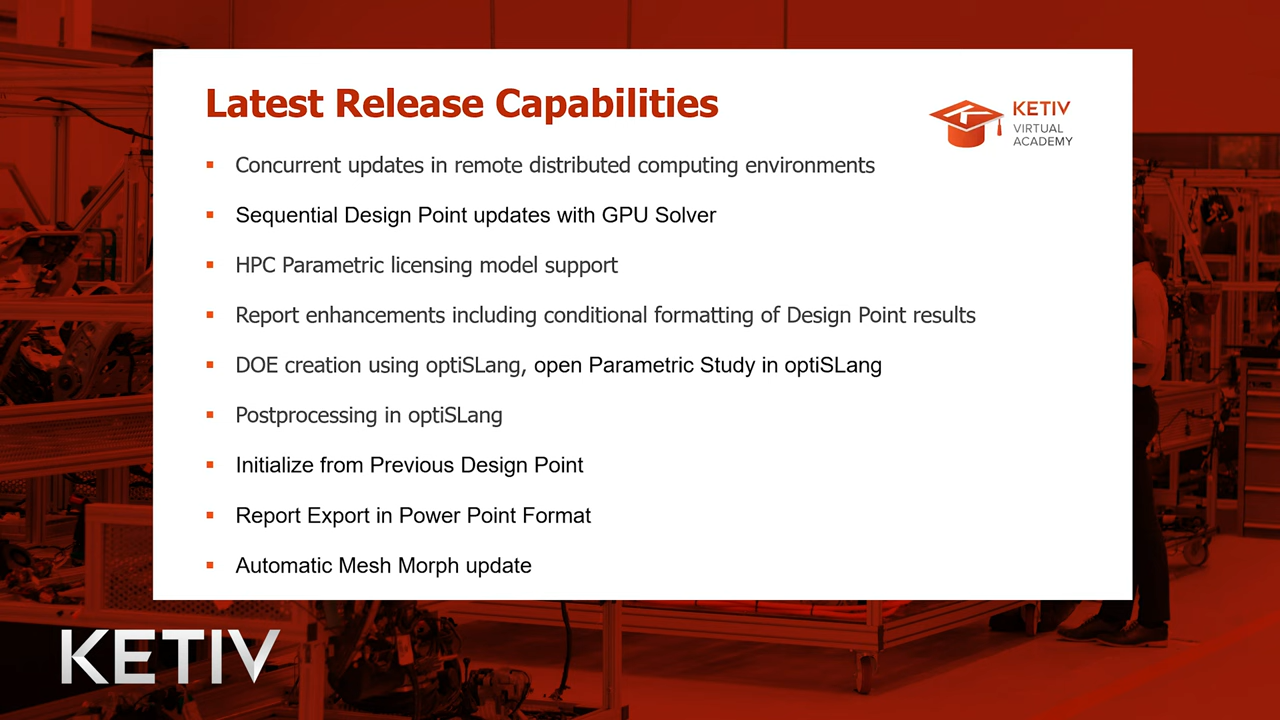 Latest Release Capabilities
KETIV
VIRTUAL
ACADEMY
Concurrent updates in remote distributed computing environments
Sequential Design Point updates with GPU Solver
HPC Parametric licensing model support
Report enhancements including conditional formatting of Design Point results
DOE creation using optiSLang, open Parametric Study in optiSLang
Postprocessing in optiSLang
Initialize from Previous Design Point
Report Export in Power Point Format
Automatic Mesh Morph update
KETIV